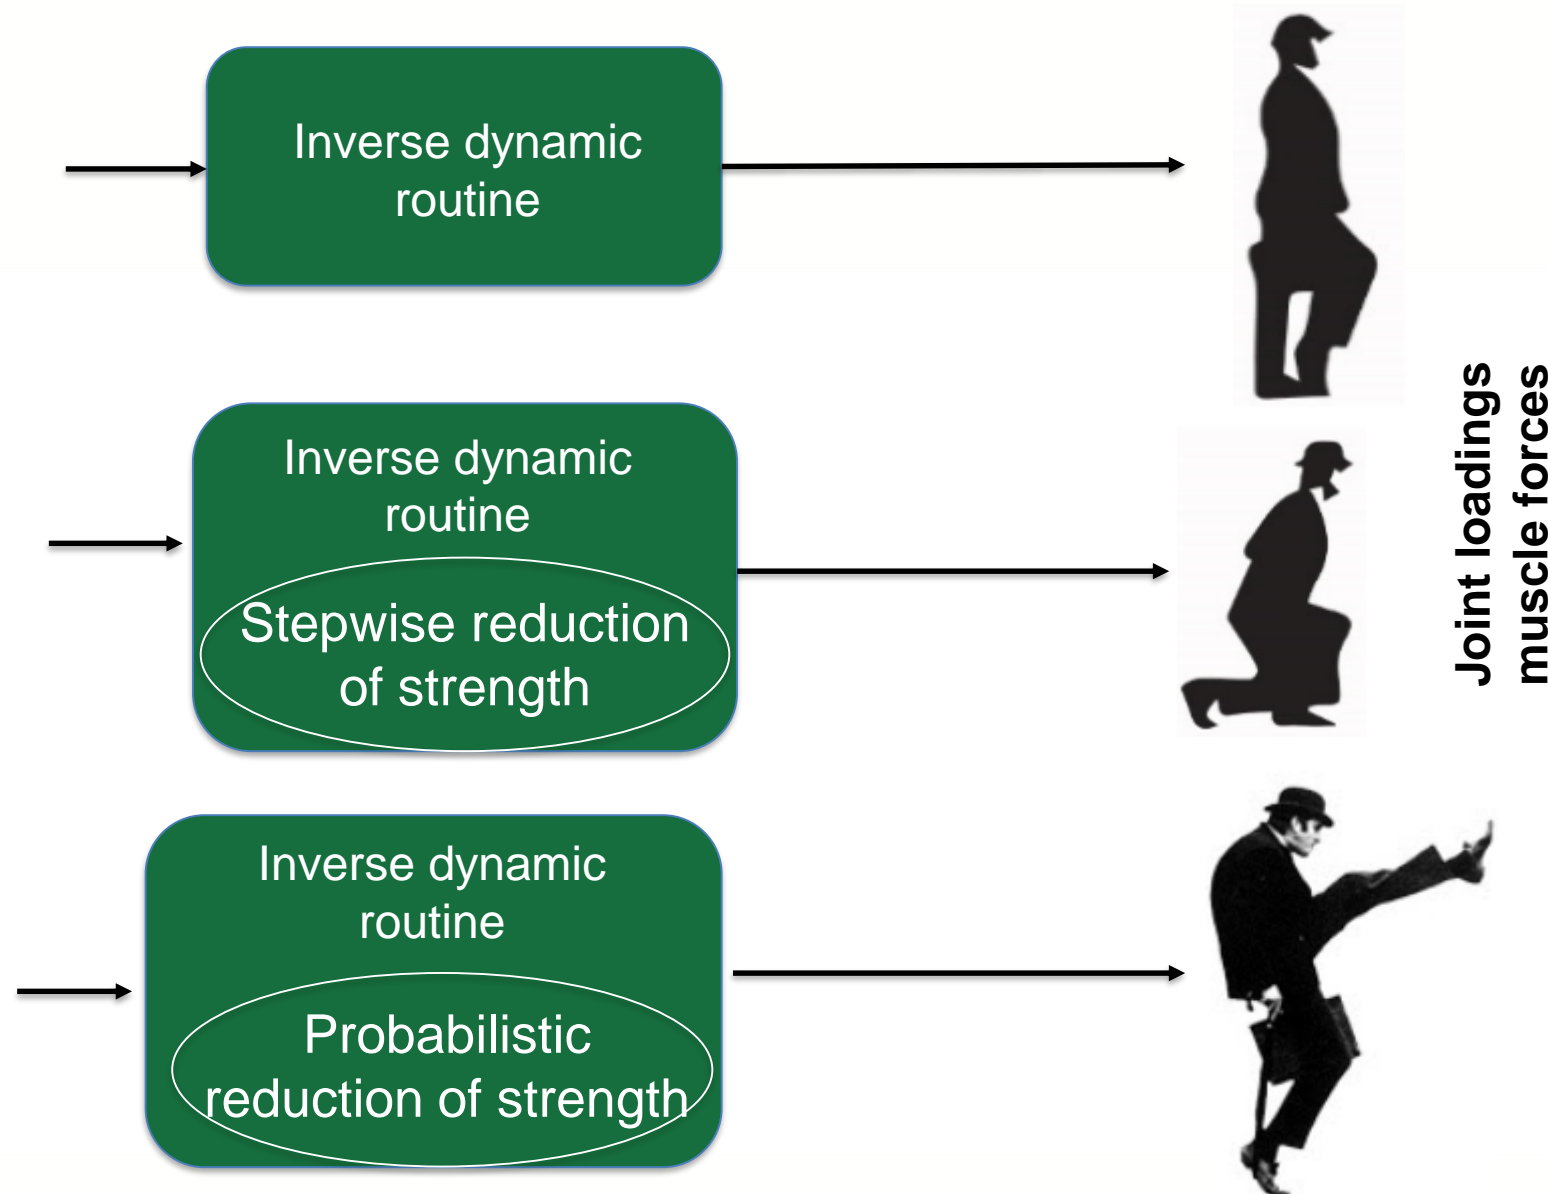 Inverse dynamic
routine
Inverse dynamic
routine
Stepwise reduction
of strength
Inverse dynamic
routine
Probabilistic
reduction of strength
Joint loadings
muscle forces